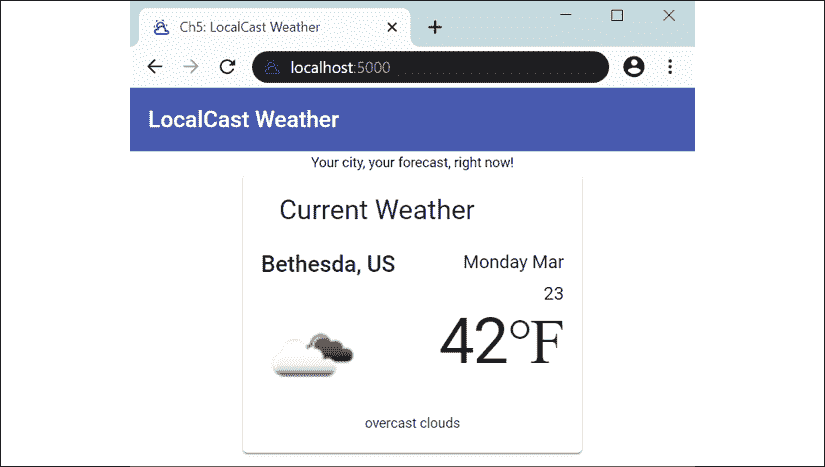 Ch5: LocalCast Weather
localhost:5000
LocalCast Weather
Your city, your forecast, right now!
Current Weather
Bethesda, US
Monday Mar
23
42°F
overcast clouds